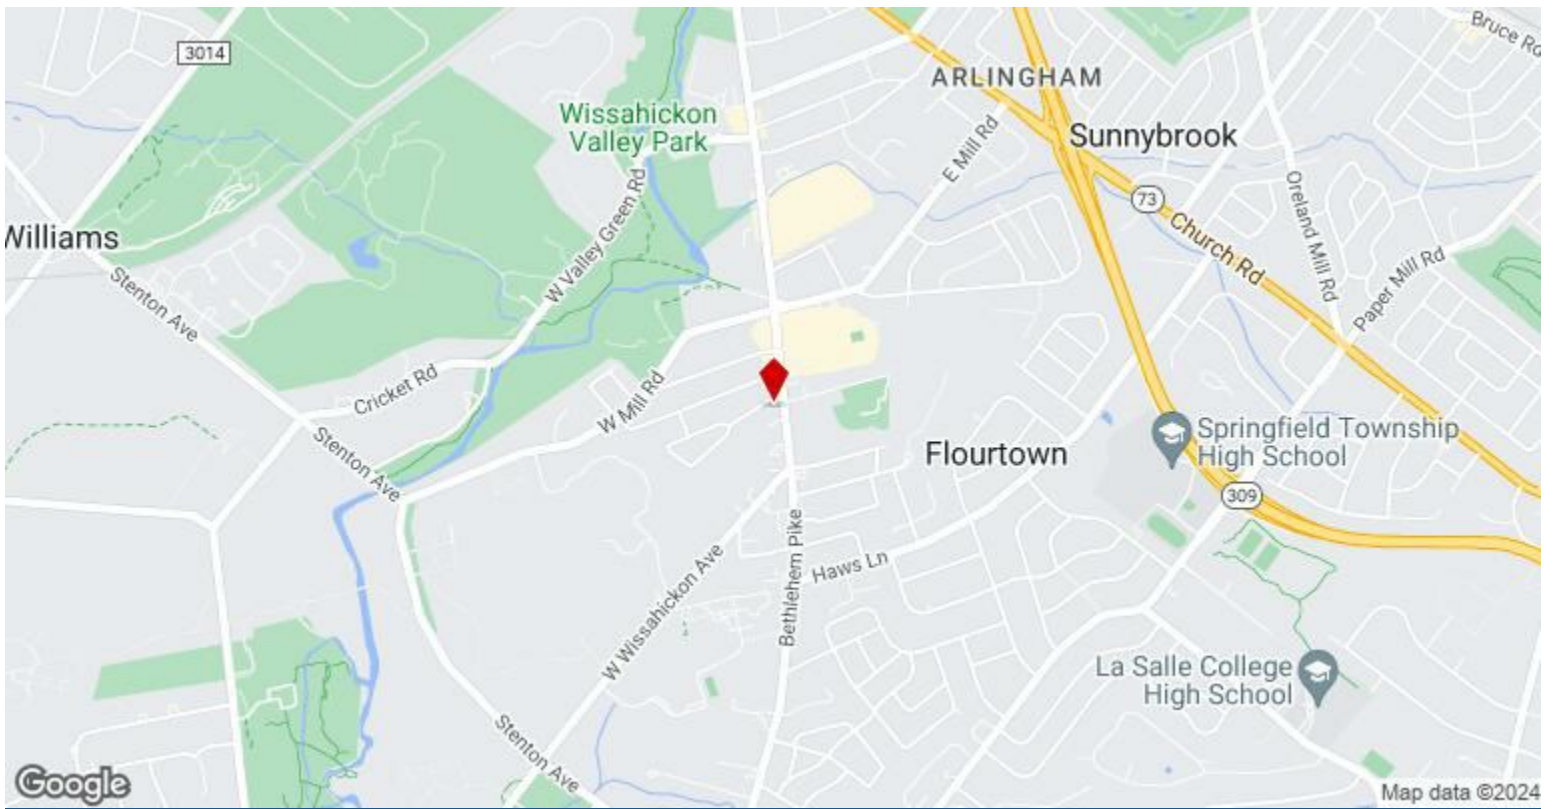 3014
Bruce Rd
ARLINGHAM
Wissahickon
Valley Park
Sunnybrook
E Mill Rd
73
Church Rd
Oreland Mill Rd
Paper Mill Rd
W Valley Green Rd
Williams
Stenton Ave
Cricket Rd
W Mill Rd
Stenton Ave
Flourtown
Springfield Township
High School
309
Bethlehem Pike
Haws Ln
W Wissahickon Ave
La Salle College
High School
Stenton Ave
Google
Map data ©2024